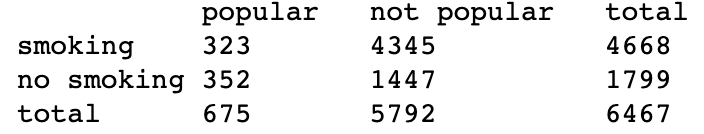 popular not popular total
smoking 323 4345 4668
no smoking 352 1447 1799
total 675 5792 6467